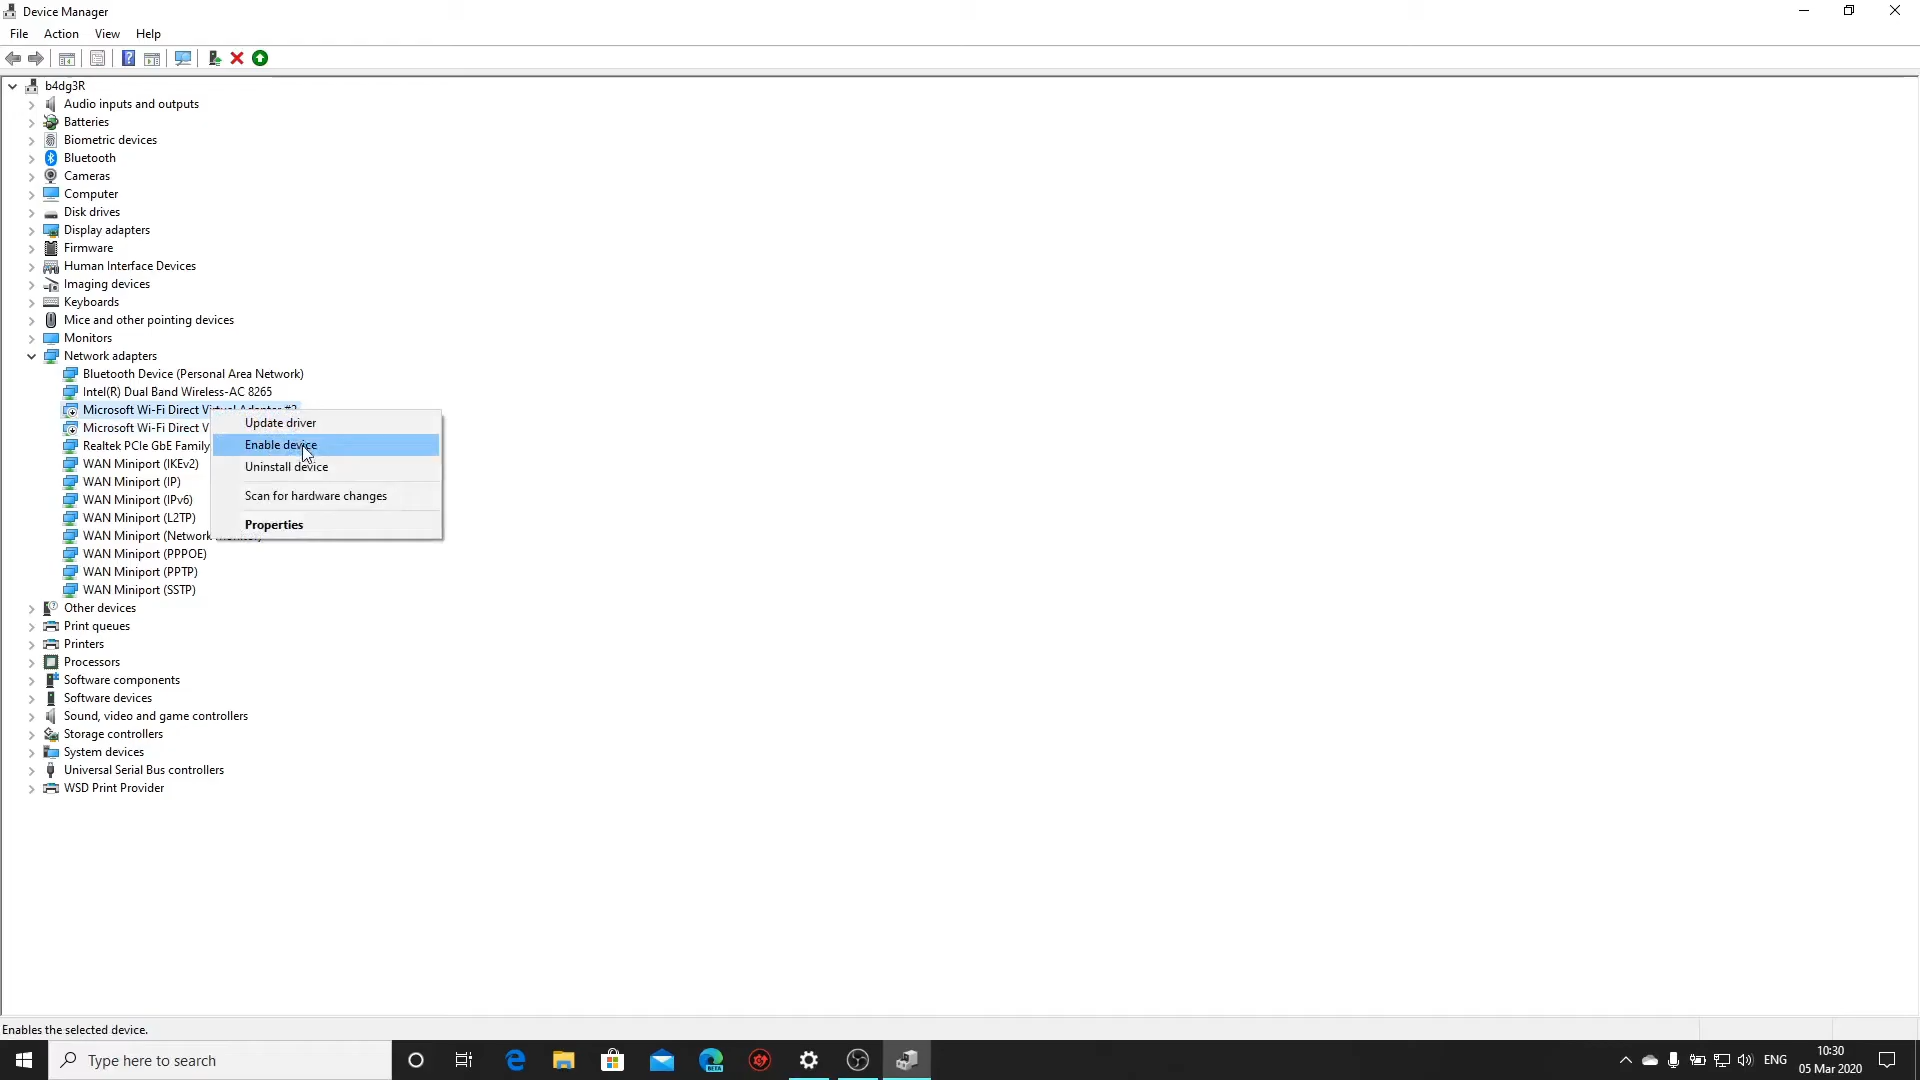 Device Manager
File Action View Help
b4dg3R
Audio inputs and outputs
Batteries
Biometric devices
Bluetooth
Cameras
Computer
Disk drives
Display adapters
Firmware
Human Interface Devices
Imaging devices
Keyboards
Mice and other pointing devices
Monitors
Network adapters
Bluetooth Device (Personal Area Network)
Intel(R) Dual Band Wireless-AC 8265
Microsoft Wi-Fi Direct Virtual Adapter #2
Microsoft Wi-Fi Direct V
Realtek PCIe GbE Family
WAN Miniport (IKEv2)
WAN Miniport (IP)
WAN Miniport (IPv6)
WAN Miniport (L2TP)
WAN Miniport (Network Monitor)
WAN Miniport (PPPOE)
WAN Miniport (PPTP)
WAN Miniport (SSTP)
Other devices
Print queues
Printers
Processors
Software components
Software devices
Sound, video and game controllers
Storage controllers
System devices
Universal Serial Bus controllers
WSD Print Provider
Update driver
Enable device
Uninstall device
Scan for hardware changes
Properties
Enables the selected device.
Type here to search
BETA
ENG
10:30
05 Mar 2020